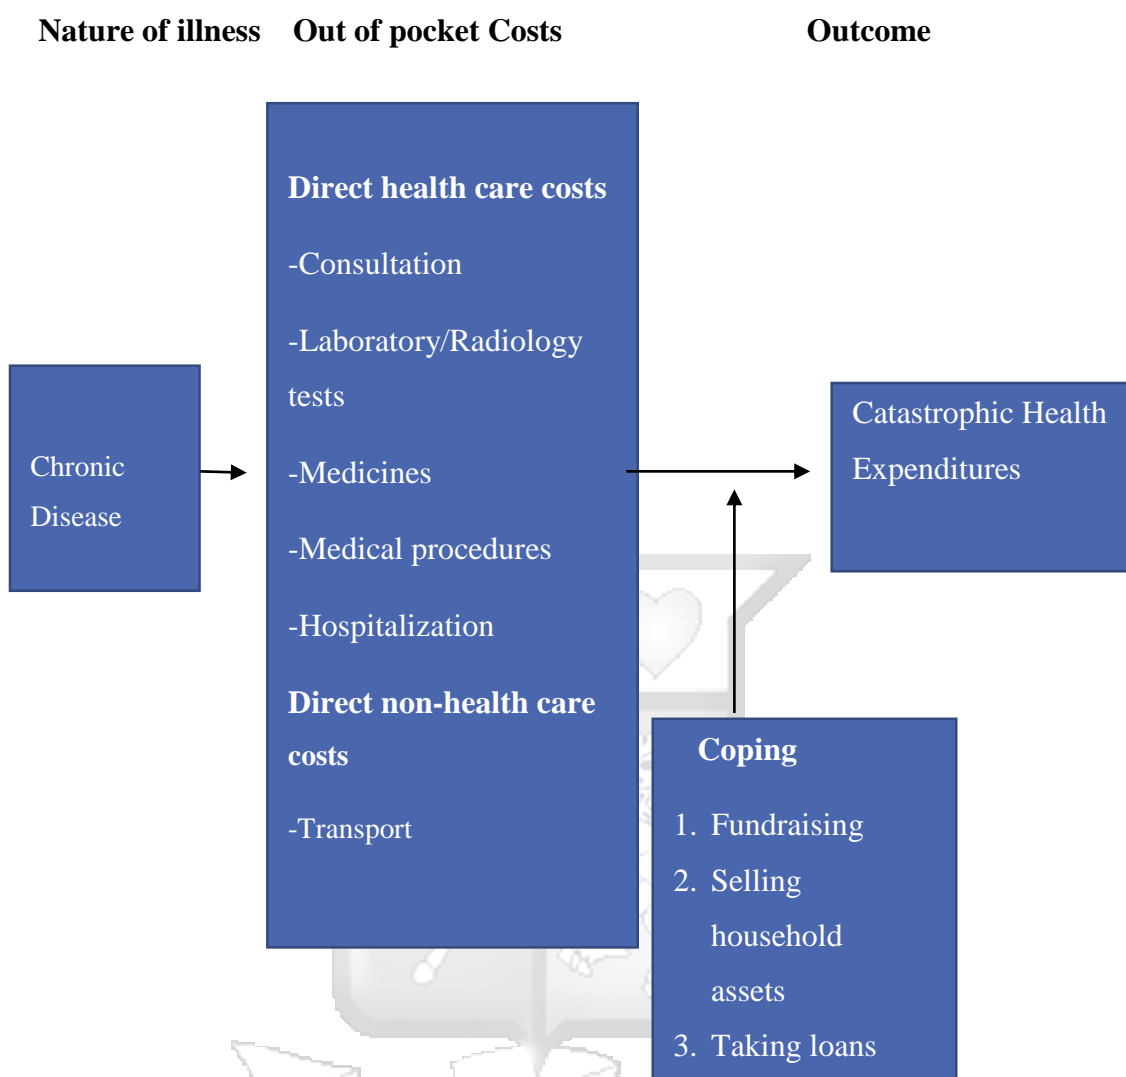 Nature of illness Out of pocket Costs Outcome
Direct health care costs
-Consultation
-Laboratory/Radiology
tests
-Medicines
-Medical procedures
-Hospitalization
Direct non-health care
costs
-Transport
Chronic
Disease
Catastrophic Health
Expenditures
Coping
1. Fundraising
2. Selling
household
assets
3. Taking loans